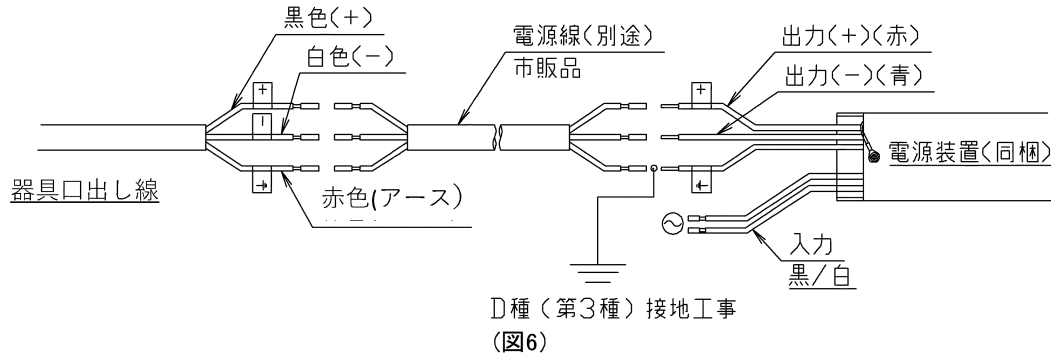 黒色(+)
白色(-)
電源線(別途)
市販品
出力(+)(赤)
出力(-)(青)
+
-
+
電源装置(同梱)
器具口出し線
赤色(アース)
入力
黒/白
D種(第3種)接地工事
(図6)